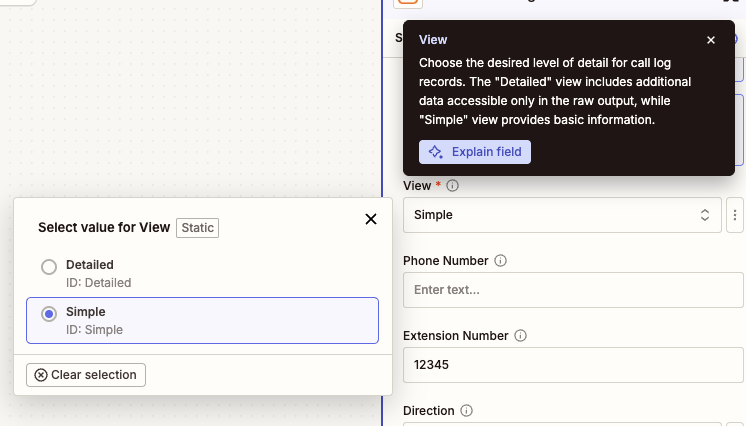 View
Choose the desired level of detail for call log
records. The "Detailed" view includes additional
data accessible only in the raw output, while
"Simple" view provides basic information.
Explain field
View *
Simple
Phone Number
Enter text...
Extension Number
12345
Direction
Select value for View Static
Detailed
ID: Detailed
Simple
ID: Simple
Clear selection